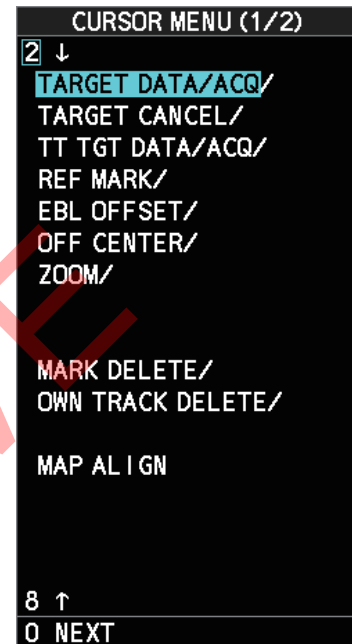 CURSOR MENU (1/2)
2 ↓
TARGET DATA/ACQ/
TARGET CANCEL/
TT TGT DATA/ACQ/
REF MARK/
EBL OFFSET/
OFF CENTER/
ZOOM/
MARK DELETE/
OWN TRACK DELETE/
MAP ALIGN
8 ↑
0 NEXT